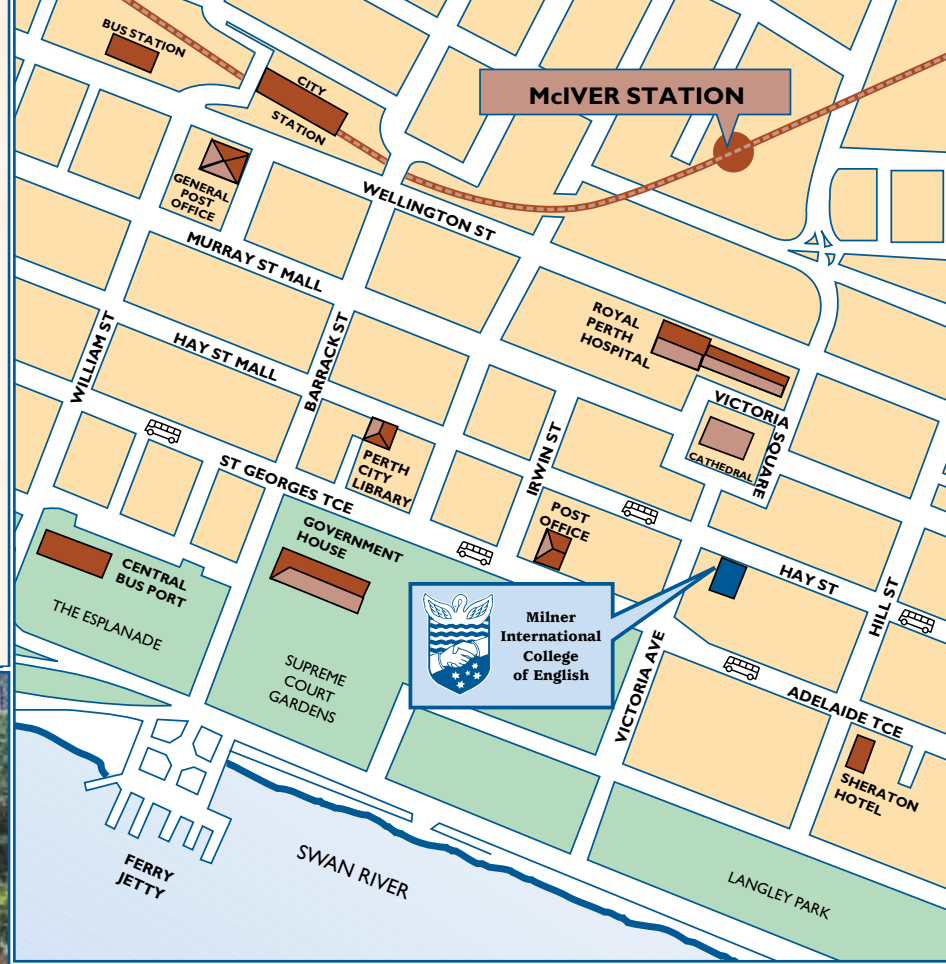 BUS STATION
CITY
STATION
McIVER STATION
GENERAL
POST
OFFICE
WELLINGTON ST
MURRAY ST MALL
ROYAL
PERTH
HOSPITAL
WILLIAM ST
HAY ST MALL
BARRACK ST
VICTORIA
SQUARE
CATHEDRAL
PERTH
CITY
LIBRARY
IRWIN ST
ST GEORGES TCE
POST
OFFICE
GOVERNMENT
HOUSE
CENTRAL
BUS PORT
HAY ST
HILL ST
THE ESPLANADE
Milner
International
College
of English
SUPREME
COURT
GARDENS
VICTORIA AVE
ADELAIDE TCE
SHERATON
HOTEL
FERRY
JETTY
SWAN RIVER
LANGLEY PARK